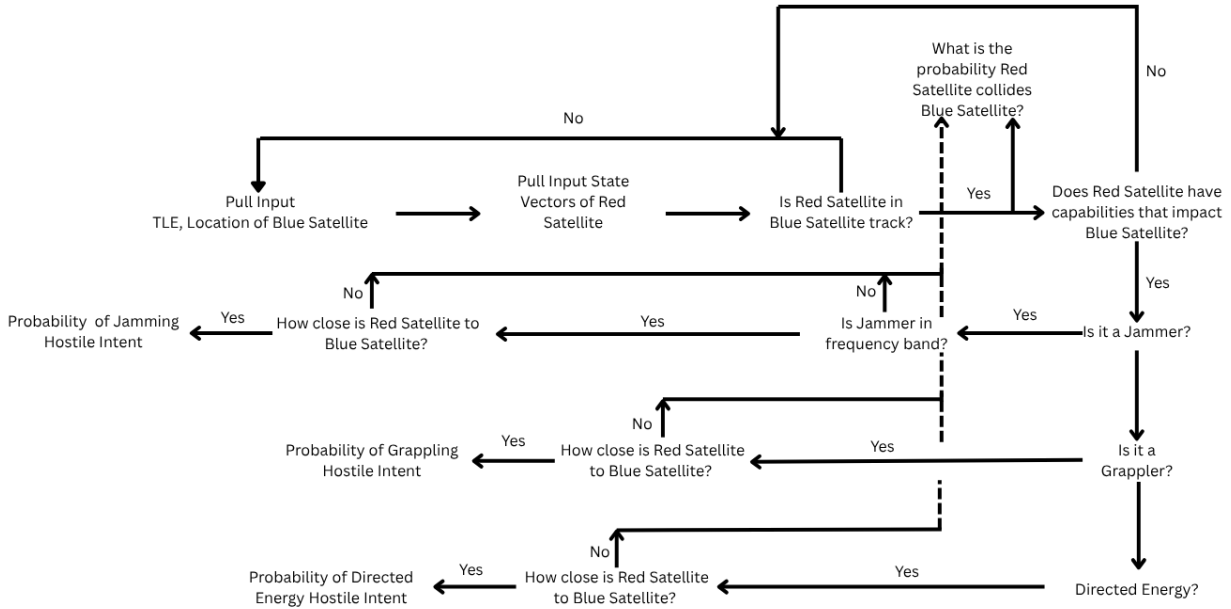 What is the
probability Red
Satellite collides
Blue Satellite?
No
No
Pull Input
TLE, Location of Blue Satellite
Pull Input State
Vectors of Red
Satellite
Is Red Satellite in
Blue Satellite track?
Yes
Does Red Satellite have
capabilities that impact
Blue Satellite?
Yes
No
No
Probability  of Jamming
Hostile Intent
Yes
How close is Red Satellite to
Blue Satellite?
Yes
Is Jammer in
frequency band?
Yes
Is it a Jammer?
No
Probability of Grappling
Hostile Intent
Yes
How close is Red Satellite
to Blue Satellite?
Yes
Is it a
Grappler?
No
Probability of Directed
Energy Hostile Intent
Yes
How close is Red Satellite
to Blue Satellite?
Yes
Directed Energy?